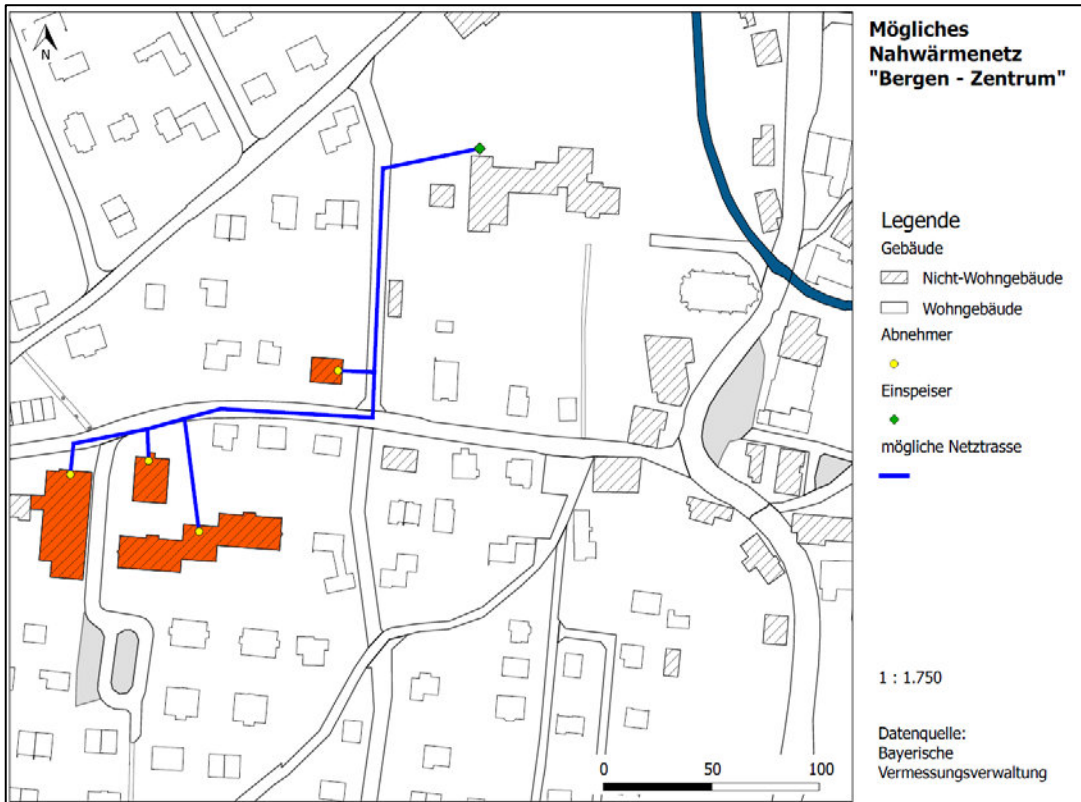 N
Mögliches
Nahwärmenetz
"Bergen - Zentrum"
Legende
Gebäude
Nicht-Wohngebäude
Wohngebäude
Abnehmer
Einspeiser
mögliche Netztrasse
1 : 1.750
Datenquelle:
Bayerische
Vermessungsverwaltung
0 50 100